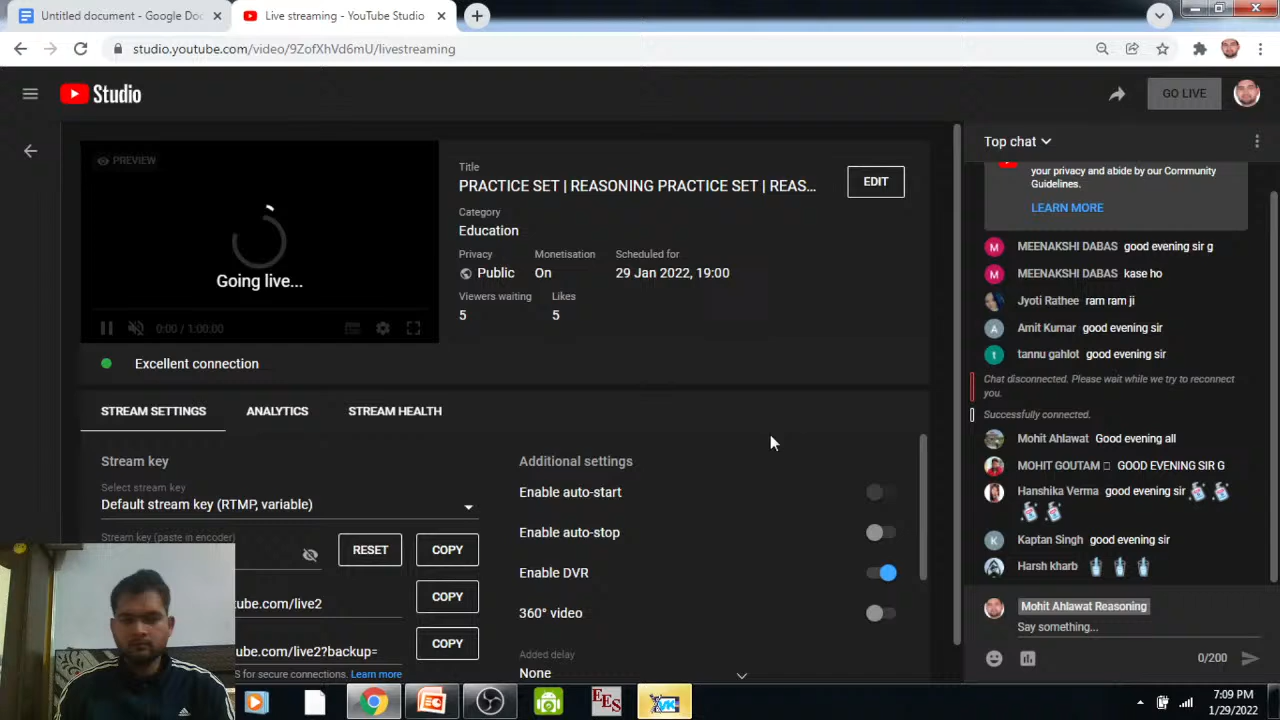 Untitled document - Google Doc
Live streaming - YouTube Studio
studio.youtube.com/video/9ZofXhVd6mU/livestreaming
Studio
GO LIVE
PREVIEW
Going live...
0:00 / 1:00:00
Excellent connection
Title
PRACTICE SET | REASONING PRACTICE SET | REAS...
EDIT
Category
Education
Privacy Monetisation Scheduled for
Public On 29 Jan 2022, 19:00
Viewers waiting Likes
5 5
STREAM SETTINGS ANALYTICS STREAM HEALTH
Stream key
Select stream key
Default stream key (RTMP, variable)
Stream key (paste in encoder)
RESET COPY
tube.com/live2
COPY
tube.com/live2?backup=
COPY
S for secure connections. Learn more
Additional settings
Enable auto-start
Enable auto-stop
Enable DVR
360° video
Added delay
None
Top chat
your privacy and abide by our Community
Guidelines.
LEARN MORE
M MEENAKSHI DABAS good evening sir g
M MEENAKSHI DABAS kase ho
Jyoti Rathee ram ram ji
A Amit Kumar good evening sir
t tannu gahlot good evening sir
Chat disconnected. Please wait while we try to reconnect
you.
Successfully connected.
Mohit Ahlawat Good evening all
MOHIT GOUTAM GOOD EVENING SIR G
Hanshika Verma good evening sir
K Kaptan Singh good evening sir
Harsh kharb
Mohit Ahlawat Reasoning
Say something...
0/200
EES
VK
7:09 PM
1/29/2022